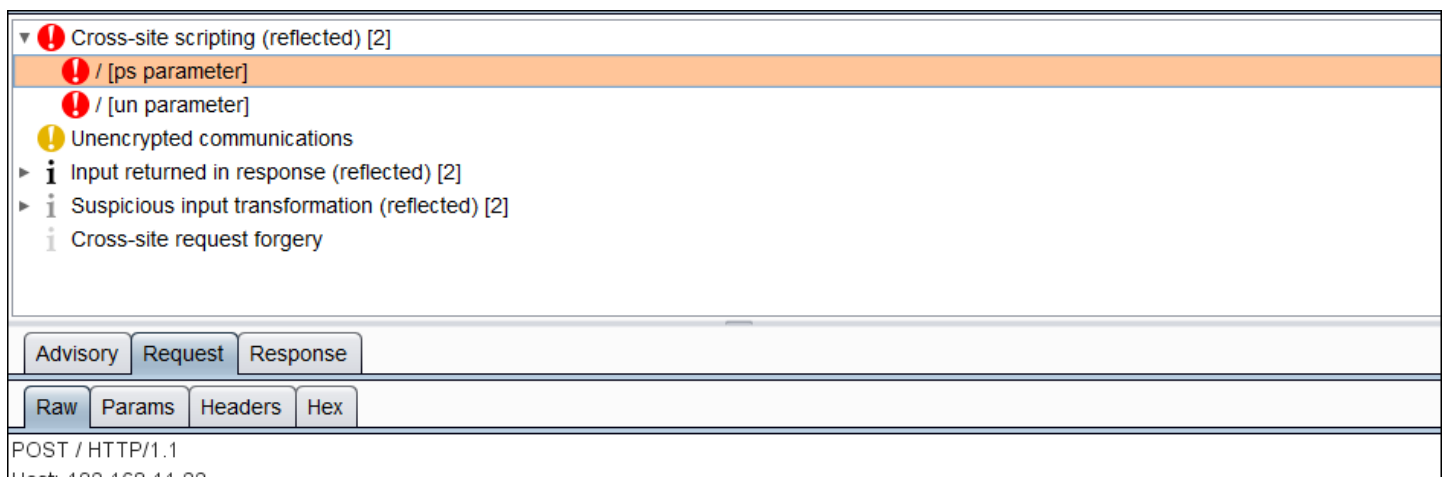 Cross-site scripting (reflected) [2]
/ [ps parameter]
/ [un parameter]
Unencrypted communications
Input returned in response (reflected) [2]
Suspicious input transformation (reflected) [2]
Cross-site request forgery
Advisory Request Response
Raw Params Headers Hex
POST / HTTP/1.1